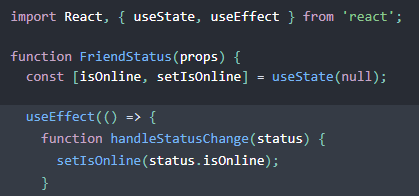 import React, { useState, useEffect } from 'react';
function FriendStatus(props) {
const [isOnline, setIsOnline] = useState(null);
useEffect(() => {
function handleStatusChange(status) {
setIsOnline(status.isOnline);
}